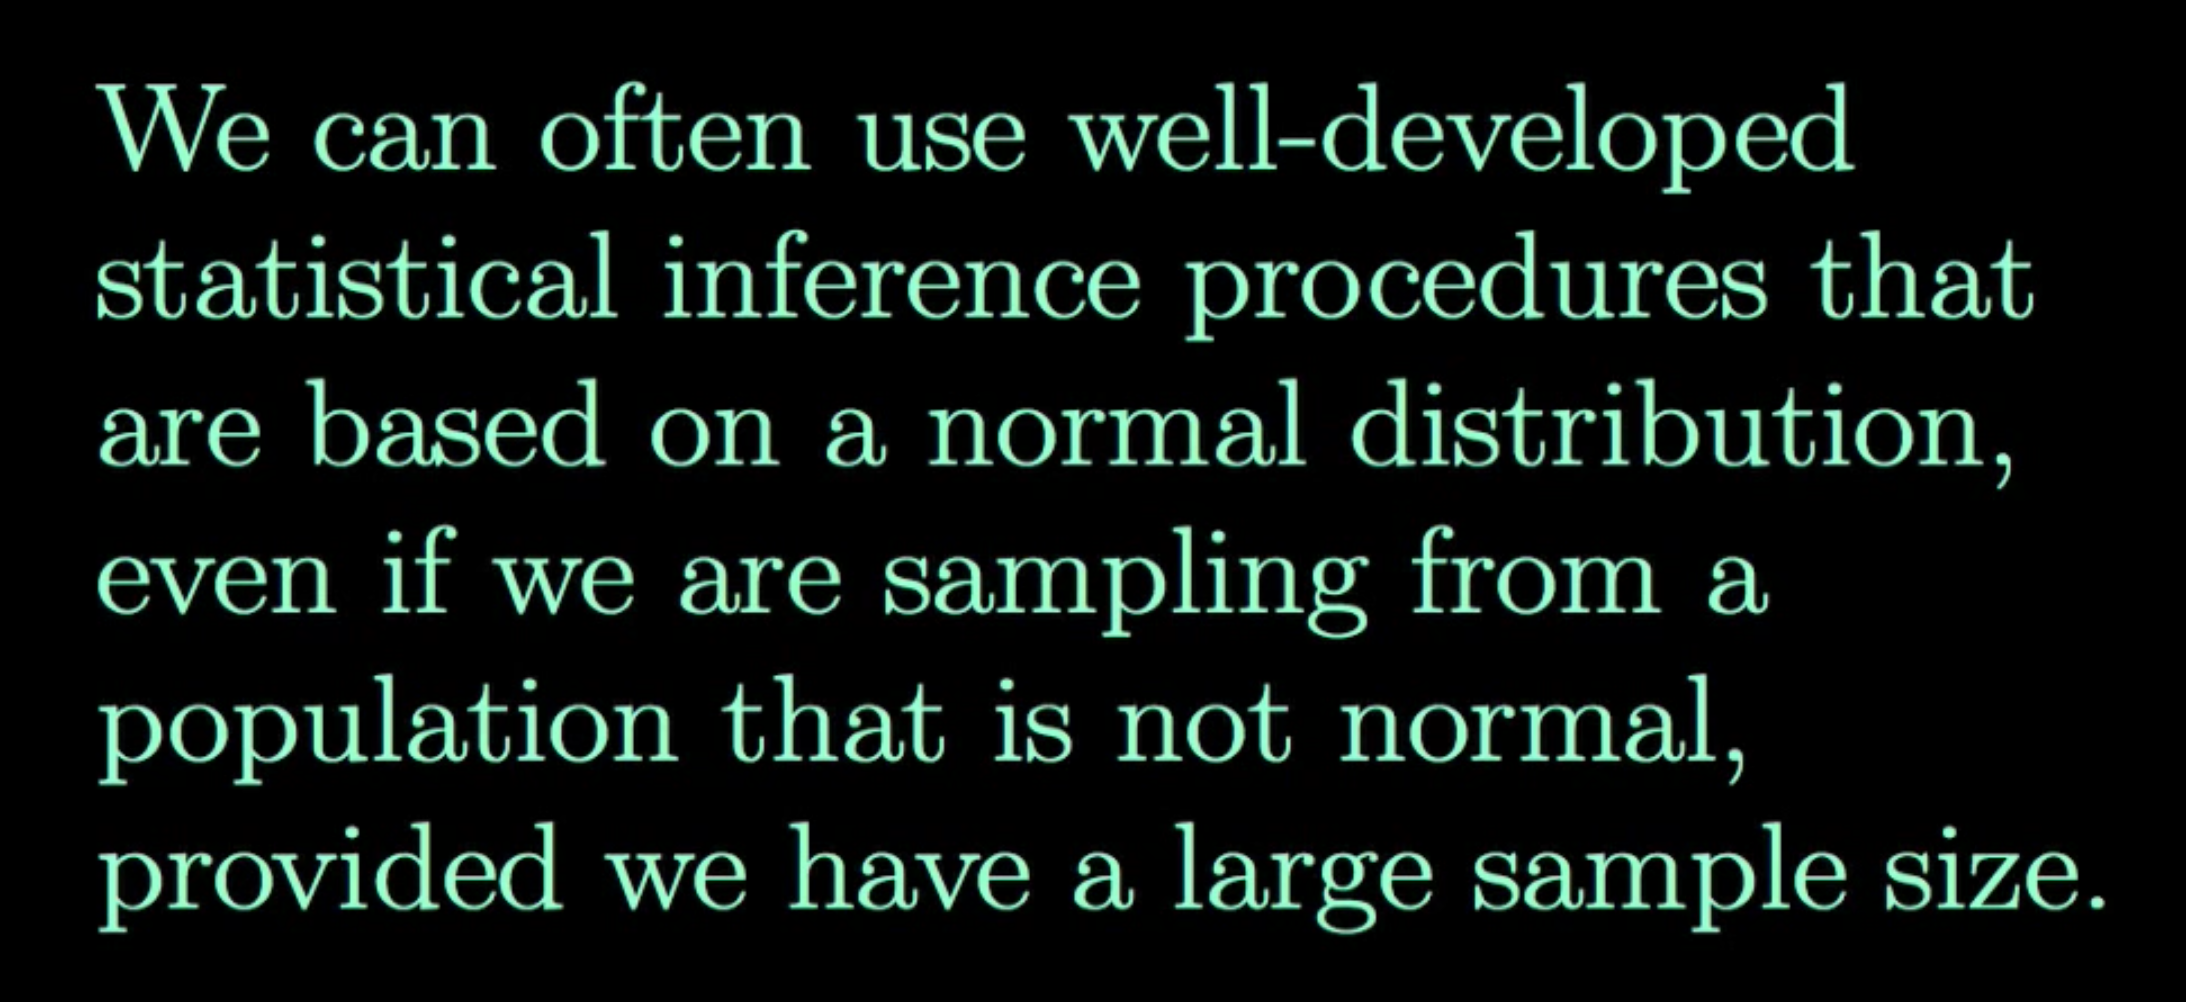 We can often use well-developed
statistical inference procedures that
are based on a normal distribution,
even if we are sampling from a
population that is not normal,
provided we have a large sample size.